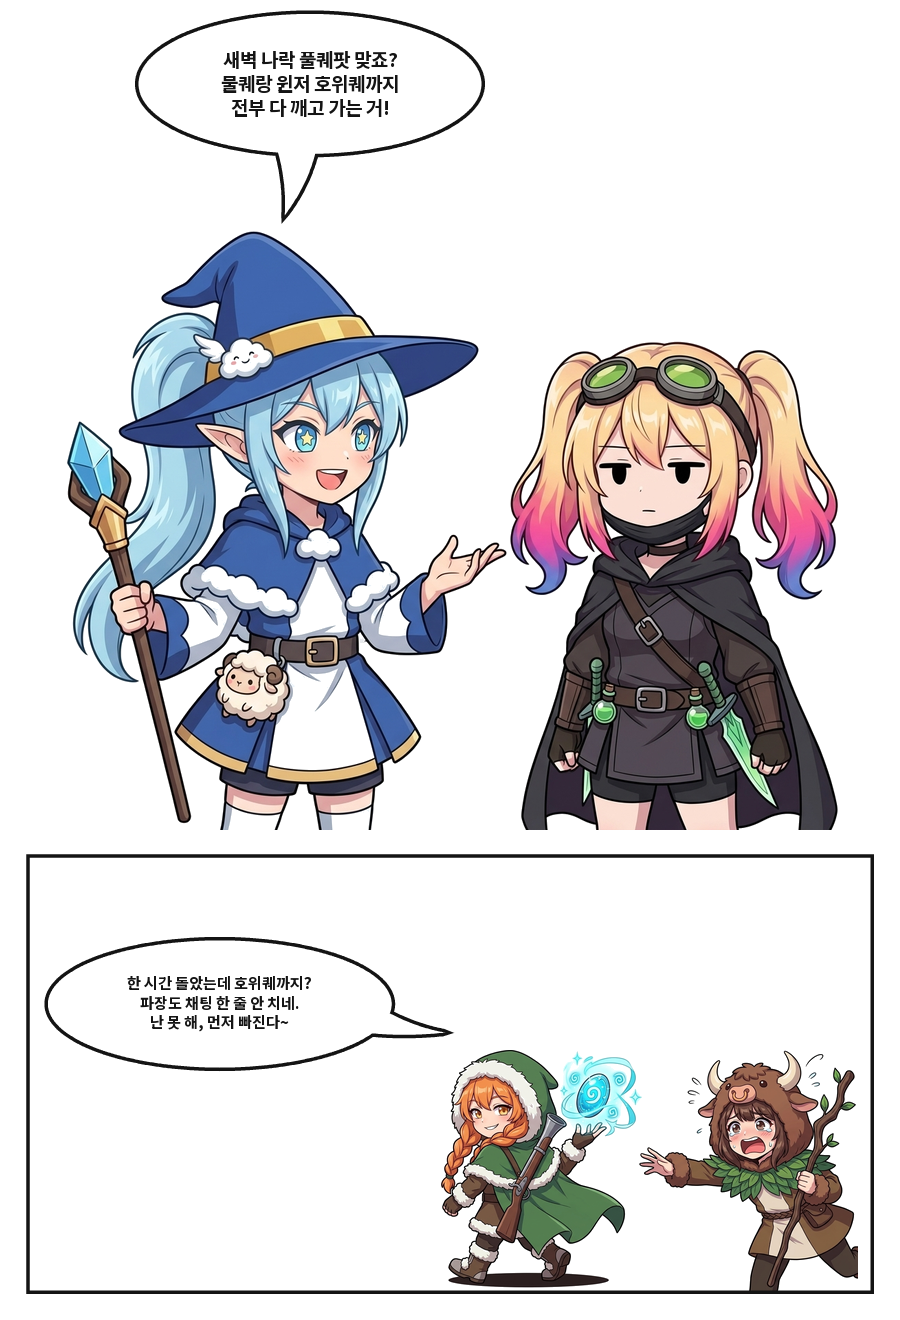 새벽 나락 풀퀘팟 맞죠?
물퀘랑 윈저 호위퀘까지
전부 다 깨고 가는 거!
한 시간 돌았는데 호위퀘까지?
파장도 채팅 한 줄 안 치네.
난 못 해, 먼저 빠진다~